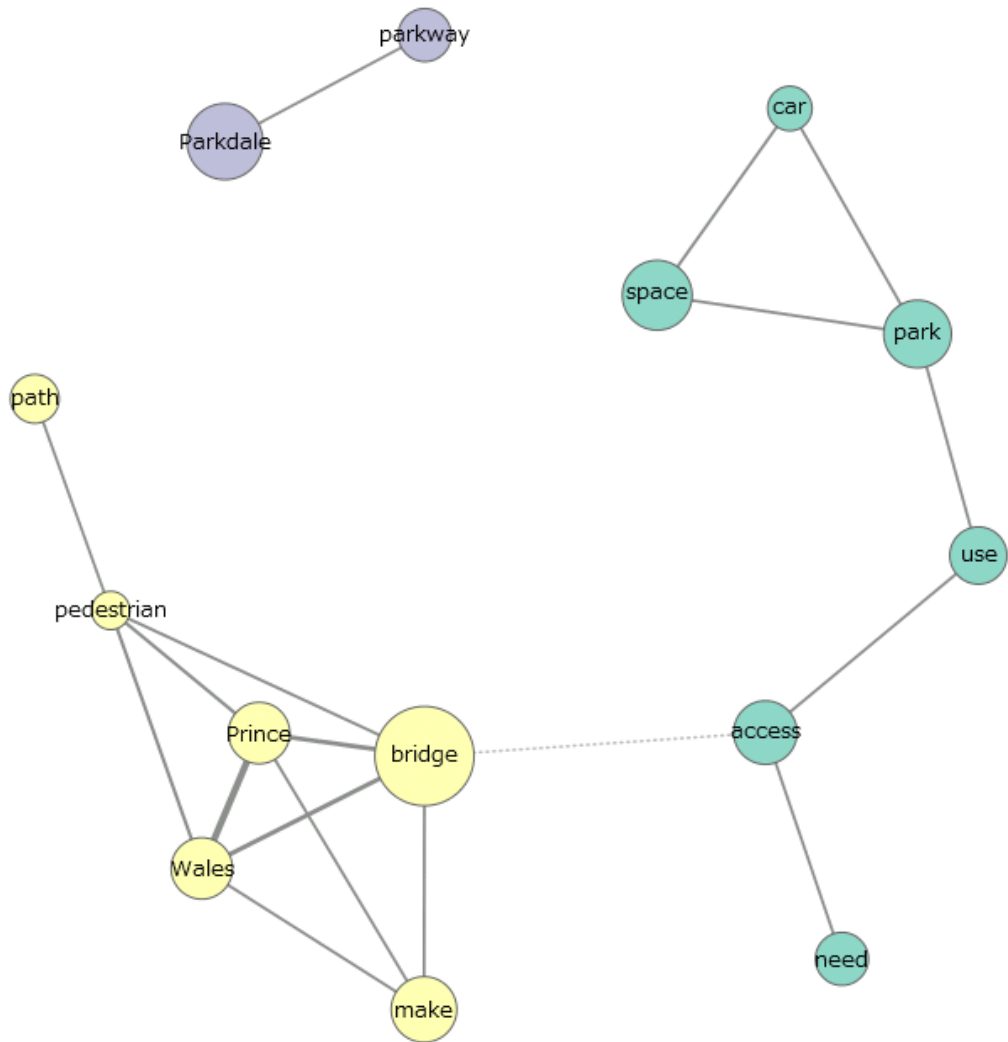 parkway
car
Parkdale
space
park
path
use
pedestrian
Prince
access
bridge
Wales
need
make